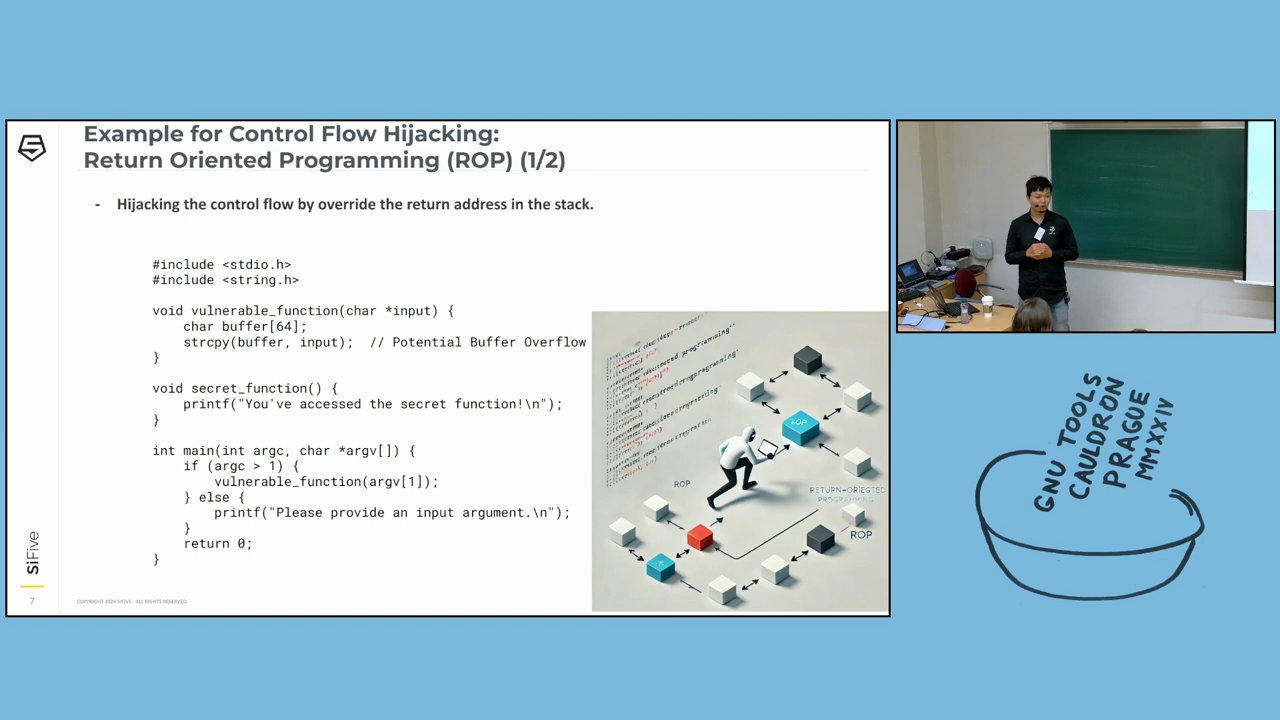 Example for Control Flow Hijacking:
Return Oriented Programming (ROP) (1/2)
- Hijacking the control flow by override the return address in the stack.
#include <stdio.h>
#include <string.h>
void vulnerable_function(char *input) {
char buffer[64];
strcpy(buffer, input); // Potential Buffer Overflow
}
void secret_function() {
printf("You've accessed the secret function!\n");
}
int main(int argc, char *argv[]) {
if (argc > 1) {
vulnerable_function(argv[1]);
} else {
printf("Please provide an input argument.\n");
}
return 0;
}
ROP
ROP
SiFive
7
COPYRIGHT 2024 SIFIVE. ALL RIGHTS RESERVED.
GNU TOOLS
CAULDRON
PRAGUE
MMXXIV